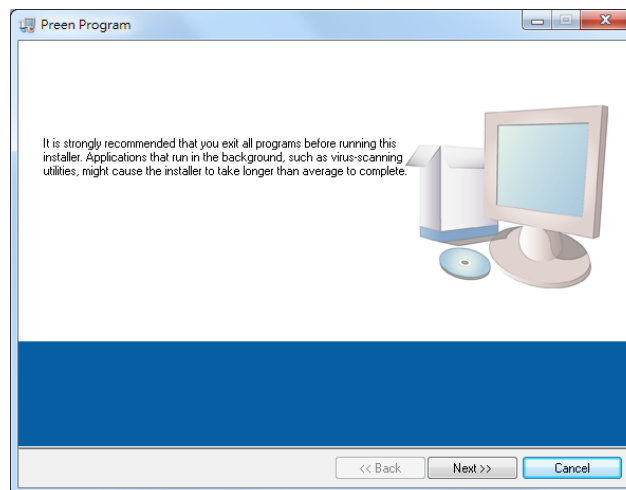 Preen Program
It is strongly recommended that you exit all programs before running this
installer. Applications that run in the background, such as virus-scanning
utilities, might cause the installer to take longer than average to complete.
<< Back
Next >>
Cancel